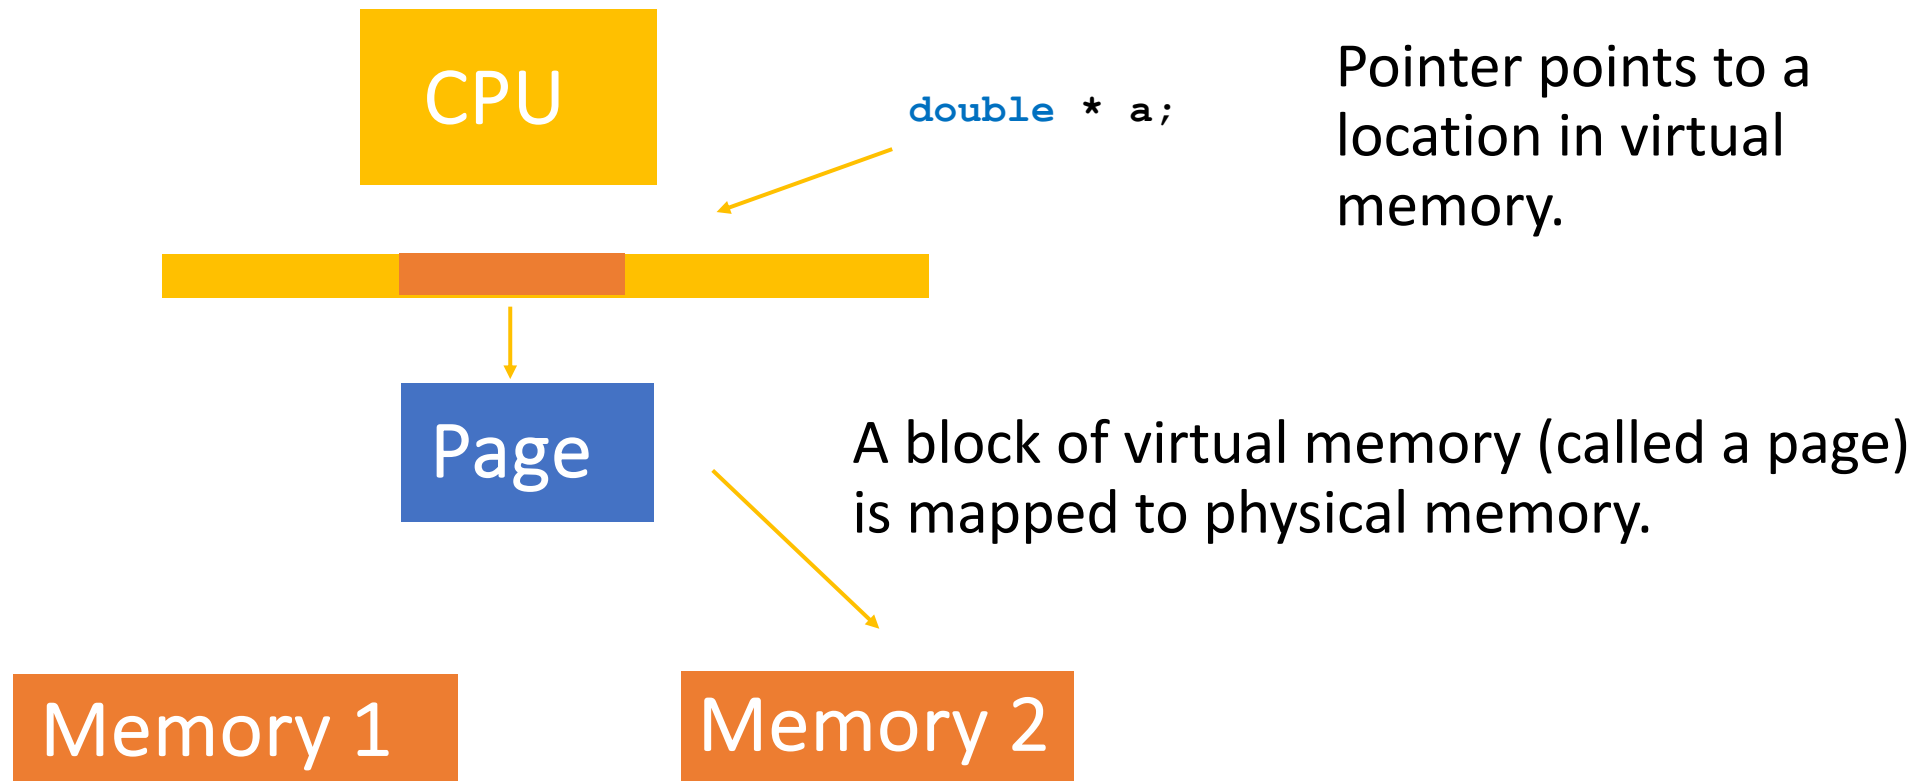 CPU
double * a;
Pointer points to a
location in virtual
memory.
Page
A block of virtual memory (called a page)
is mapped to physical memory.
Memory 1
Memory 2